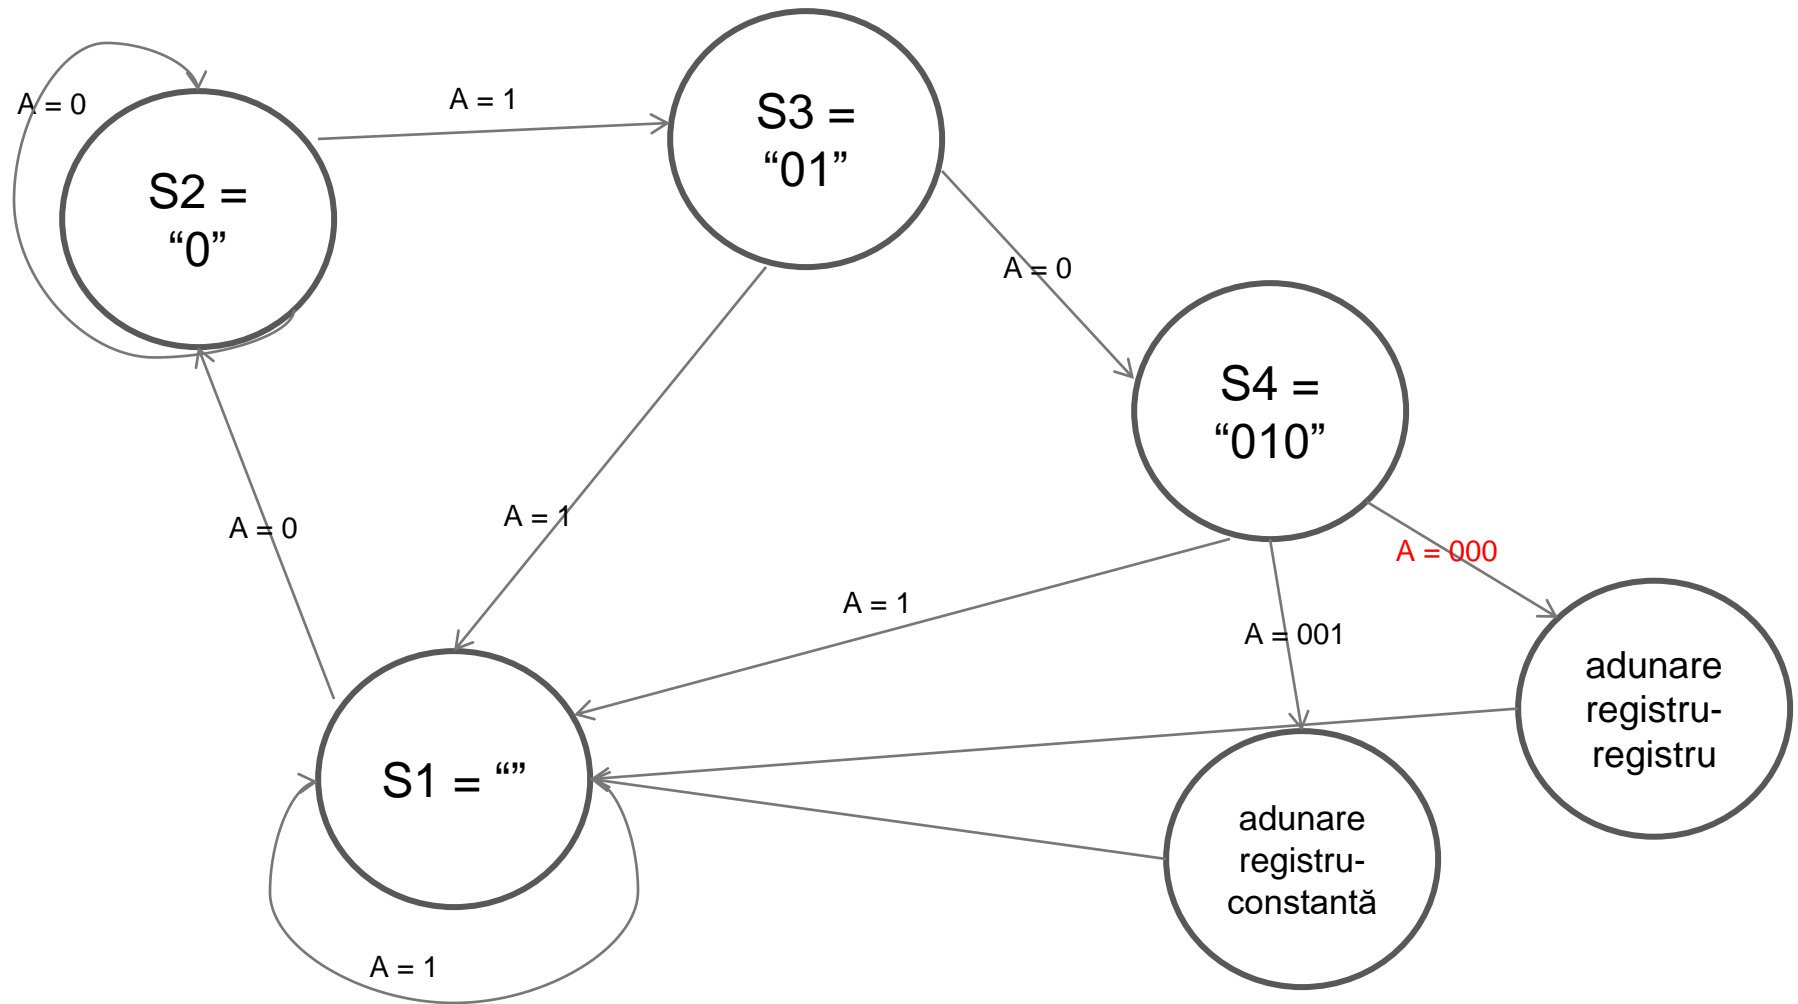 A = 0
A = 1
S3 =
“01”
S2 =
“0”
A = 0
S4 =
“010”
A = 0
A = 1
A = 000
A = 1
A = 001
adunare
registru-
registru
S1 = “”
adunare
registru-
constantă
A = 1